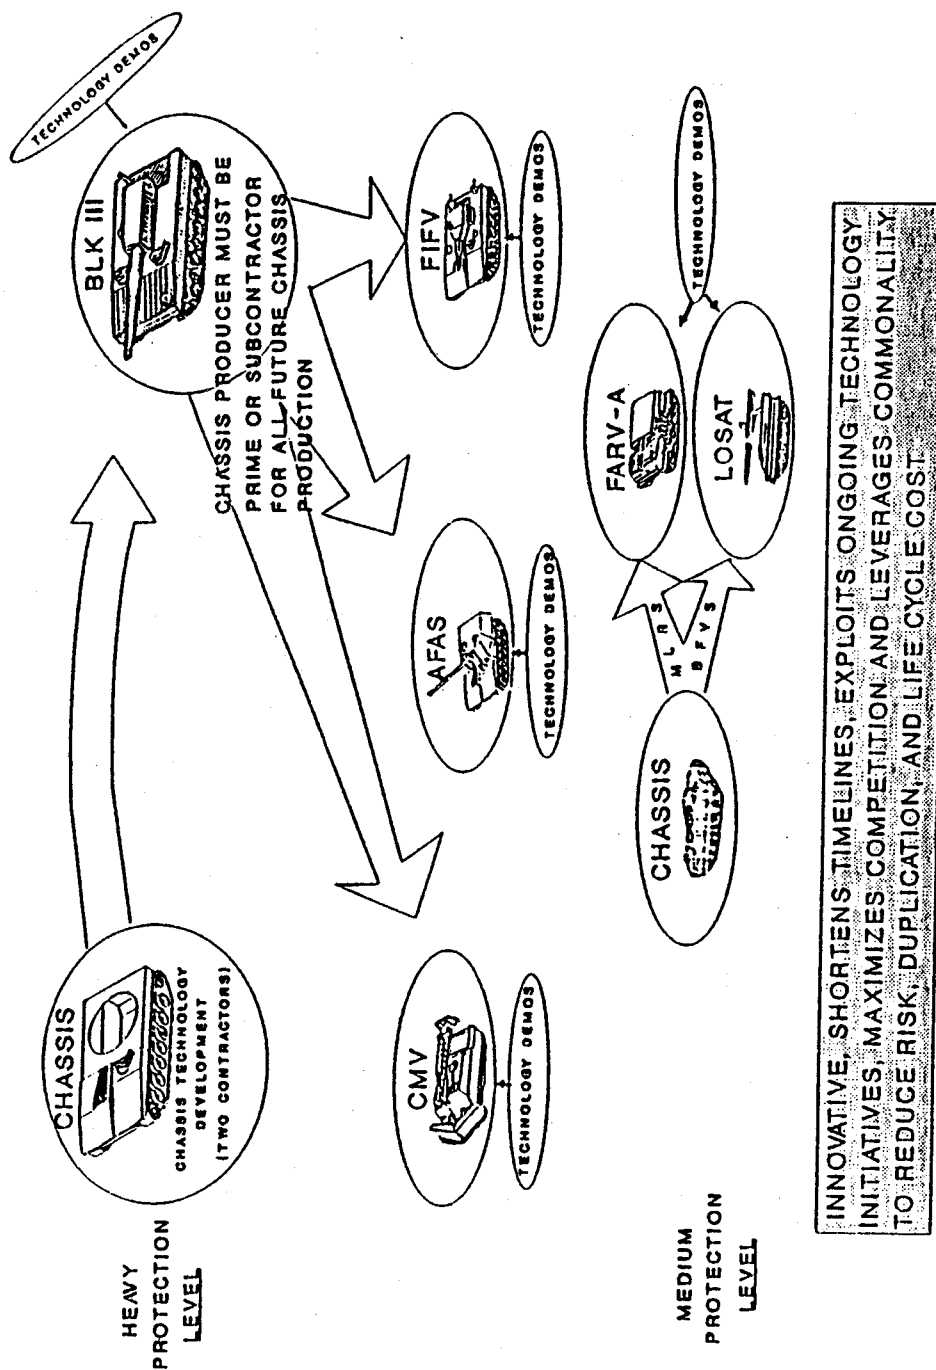 HEAVY
PROTECTION
LEVEL
CHASSIS
CHASSIS TECHNOLOGY
DEVELOPMENT
(TWO CONTRACTORS)
BLK III
TECHNOLOGY DEMOS
CHASSIS PRODUCER MUST BE
PRIME OR SUBCONTRACTOR
FOR ALL FUTURE CHASSIS
PRODUCTION
CMV
TECHNOLOGY DEMOS
AFAS
TECHNOLOGY DEMOS
FIFV
TECHNOLOGY DEMOS
MEDIUM
PROTECTION
LEVEL
CHASSIS
MLRS
BFVS
FARV-A
LOSAT
TECHNOLOGY DEMOS
INNOVATIVE, SHORTENS TIMELINES, EXPLOITS ONGOING TECHNOLOGY
INITIATIVES, MAXIMIZES COMPETITION AND LEVERAGES COMMONALITY
TO REDUCE RISK, DUPLICATION, AND LIFE CYCLE COST